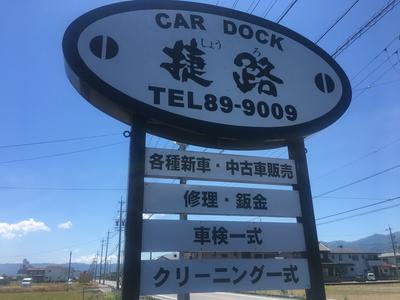 CAR DOCK
しょう ろ
捷路
TEL89-9009
各種新車・中古車販売
修理・鈑金
車検一式
クリーニング一式